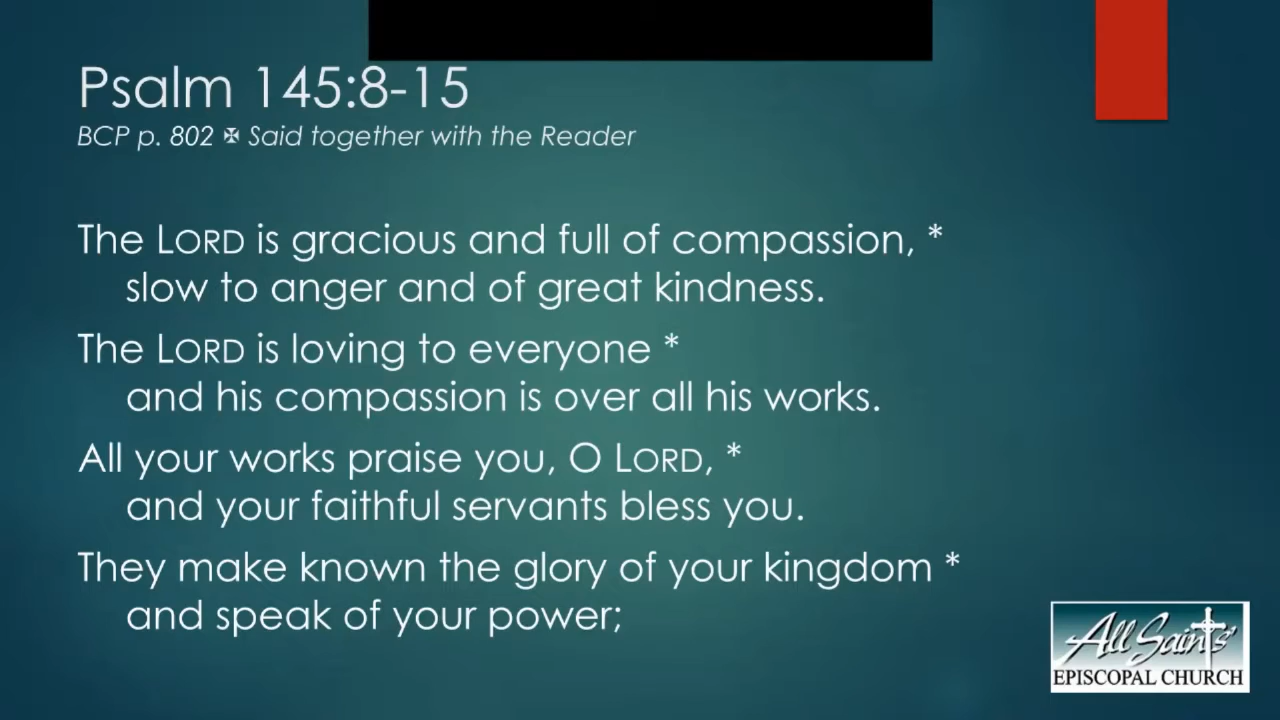 Psalm 145:8-15
BCP p. 802 ✠ Said together with the Reader
The LORD is gracious and full of compassion, *
slow to anger and of great kindness.
The LORD is loving to everyone *
and his compassion is over all his works.
All your works praise you, O LORD, *
and your faithful servants bless you.
They make known the glory of your kingdom *
and speak of your power;
All Saints'
EPISCOPAL CHURCH